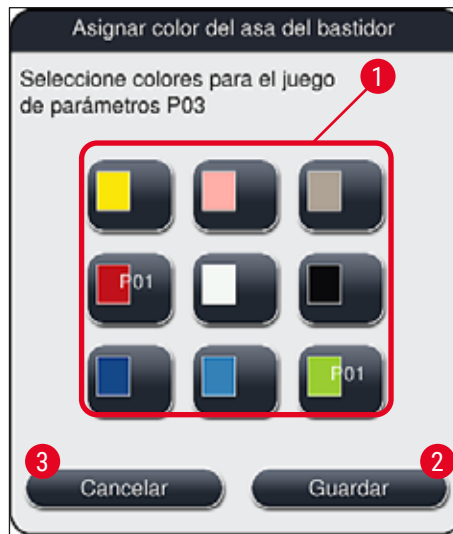 Asignar color del asa del bastidor
Seleccione colores para el juego
de parámetros P03
1
P01
P01
3
2
Cancelar
Guardar